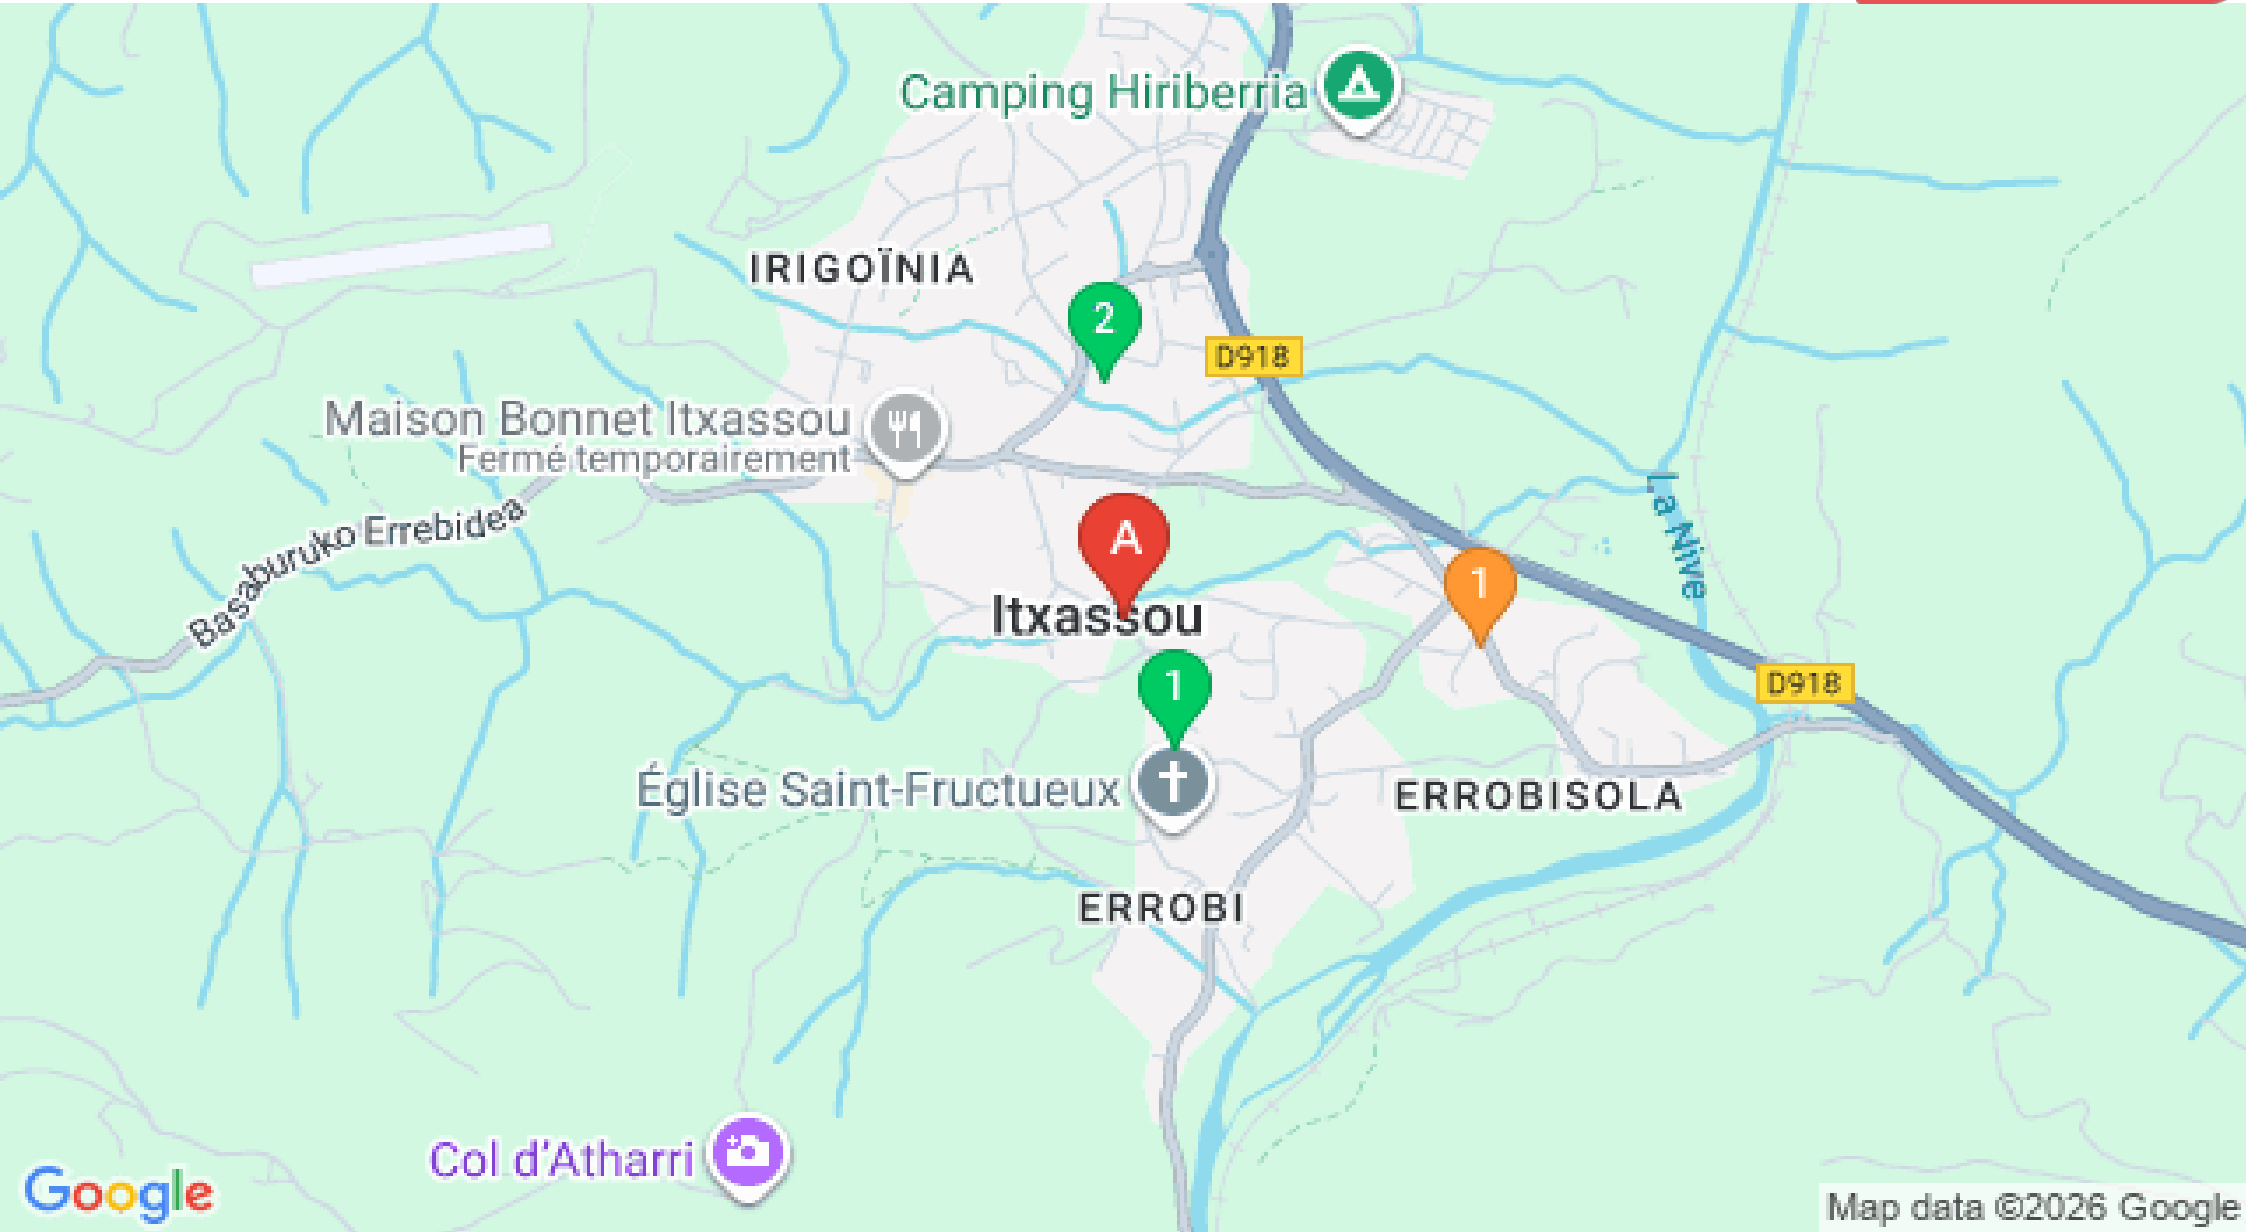 Camping Hiriberria
IRIGOÏNIA
2
D918
Maison Bonnet Itxassou
Fermé temporairement
Basaburuko Errebidea
La Nive
A
1
Itxassou
1
D918
Église Saint-Fructueux
ERROBISOLA
ERROBI
Col d'Atharri
Google
Map data ©2026 Google